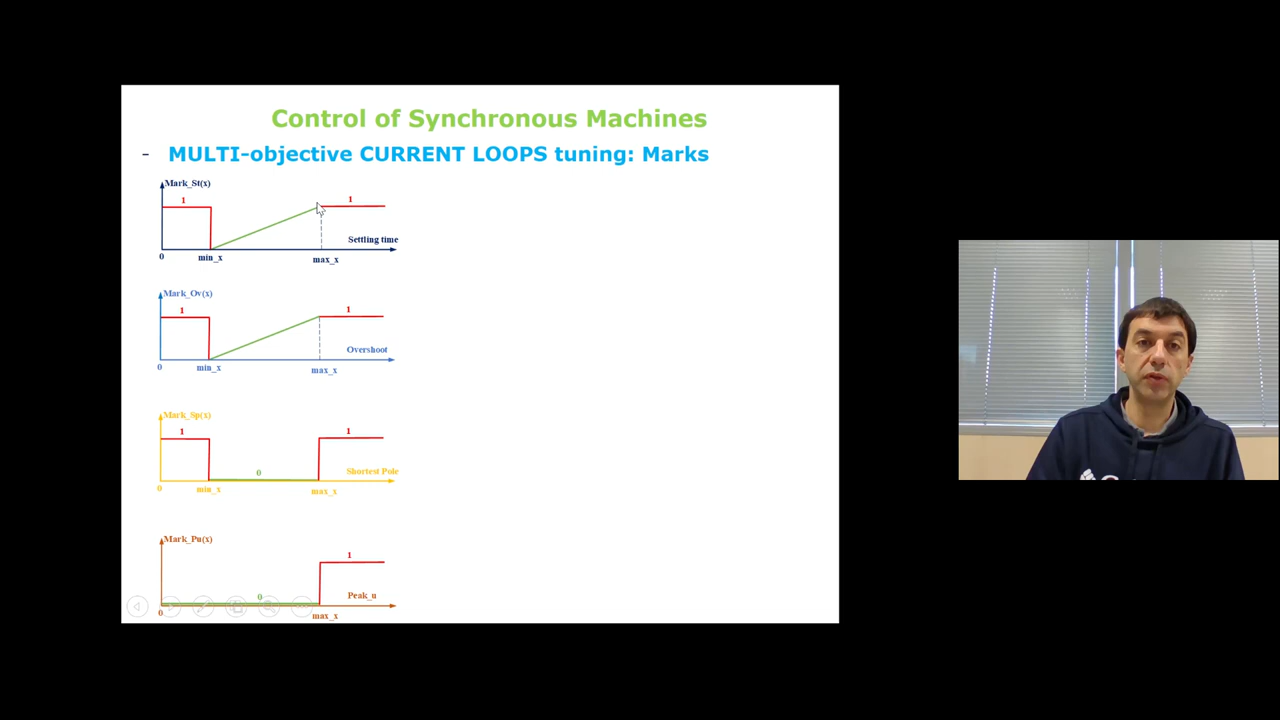 Control of Synchronous Machines
- MULTI-objective CURRENT LOOPS tuning: Marks
Mark_St(x)
1
1
Settling time
0
min_x
max_x
Mark_Ov(x)
1
1
Overshoot
0
min_x
max_x
Mark_Sp(x)
1
1
0
Shortest Pole
0
min_x
max_x
Mark_Pu(x)
1
0
Peak_u
0
max_x